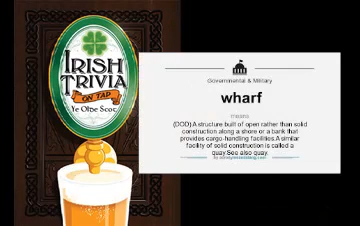 IRISH
TRIVIA
ON TAP
Ye Olde Scot
Governmental & Military
wharf
means
(DOD) A structure built of open rather than solid
construction along a shore or a bank that
provides cargo-handling facilities.A similar
facility of solid construction is called a
quay.See also quay.